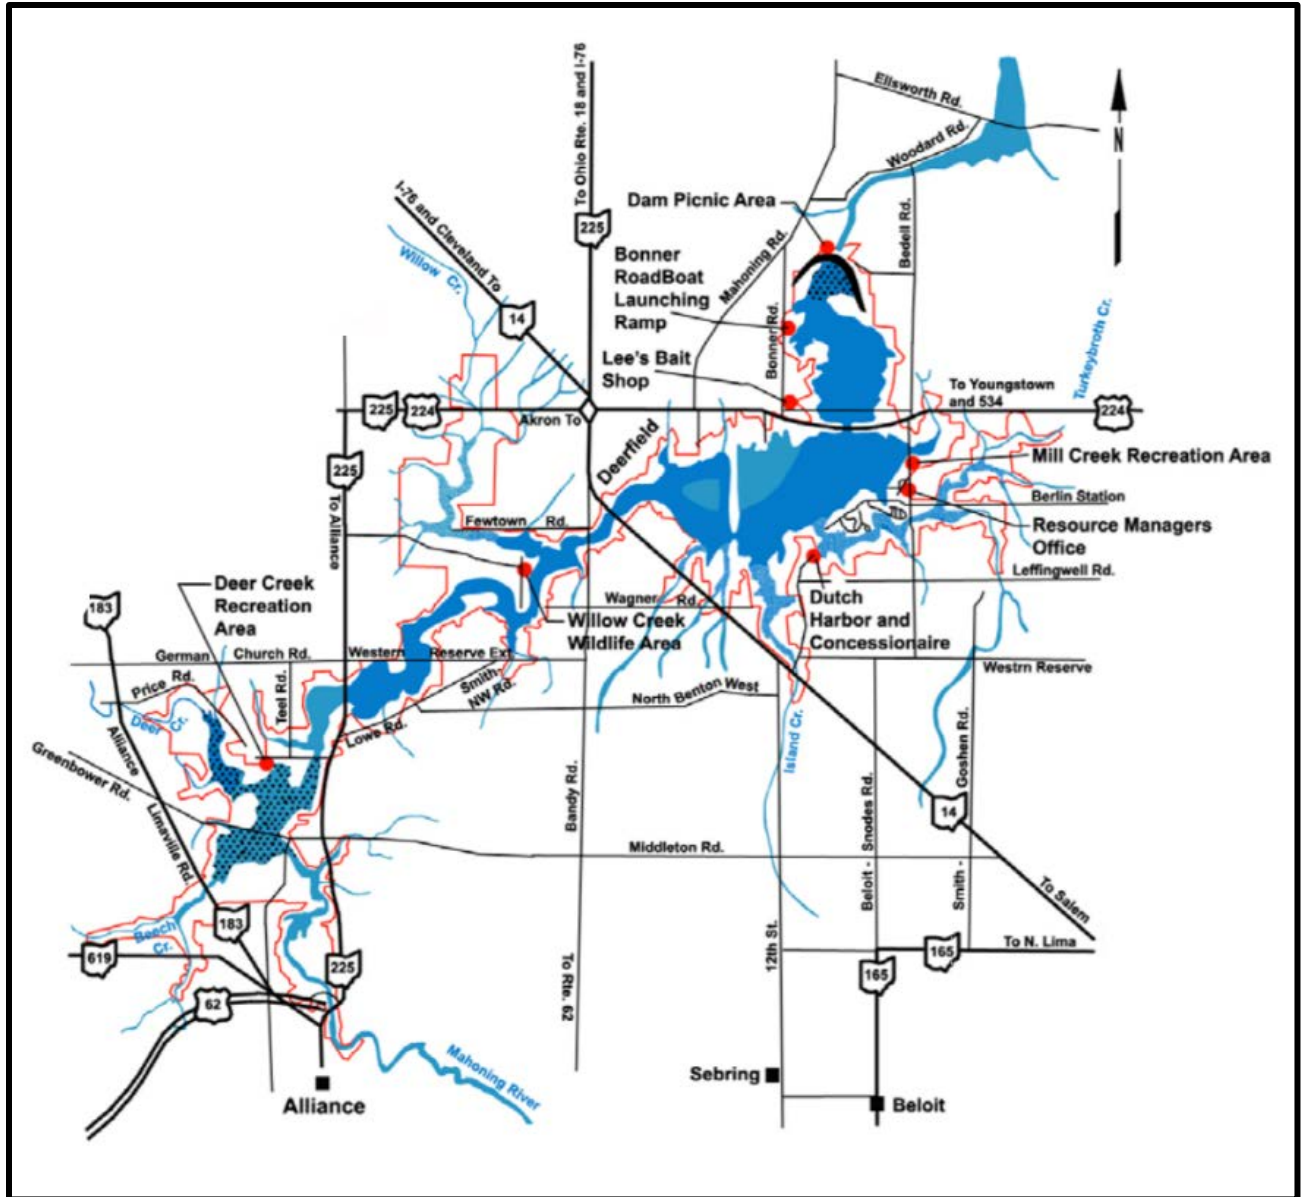 Ellsworth Rd.
Woodard Rd.
N
To Ohio Rte. 18 and I-76
I-76 and Cleveland To
Dam Picnic Area
225
Bedell Rd.
Willow Cr.
Bonner
RoadBoat
Launching
Ramp
Mahoning Rd.
14
Bonner Rd.
Turkeybroth Cr.
Lee's Bait
Shop
To Youngstown
and 534
225
224
Akron To
224
Deerfield
225
Mill Creek Recreation Area
To Alliance
Berlin Station
Fewtown Rd.
Resource Managers
Office
Leffingwell Rd.
Deer Creek
Recreation
Area
183
Wagner Rd.
Willow Creek
Wildlife Area
Dutch
Harbor and
Concessionaire
German Church Rd.
Western Reserve Ext
Westrn Reserve
Price Rd.
Teel Rd.
Smith-
NW Rd.
North Benton West
Deer Cr.
Lowe Rd.
Island Cr.
Goshen Rd.
Smith -
Greenbower Rd.
Alliance
Limaville Rd.
Bandy Rd.
Snodes Rd.
Beloit -
14
Middleton Rd.
To Salem
183
Beech
Cr.
619
12th St.
To N. Lima
165
165
225
To Rte. 62
62
Mahoning River
Sebring
Alliance
Beloit